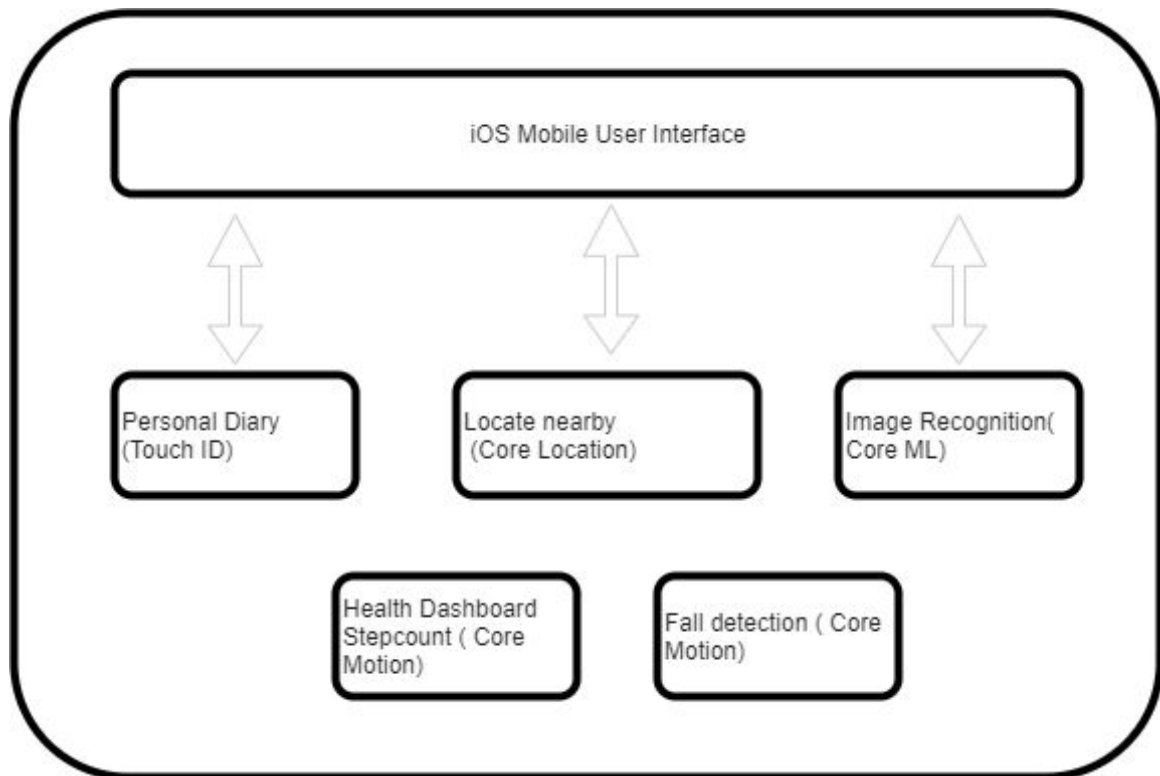 iOS Mobile User Interface
Personal Diary
(Touch ID)
Locate nearby
(Core Location)
Image Recognition(
Core ML)
Health Dashboard
Stepcount ( Core
Motion)
Fall detection ( Core
Motion)